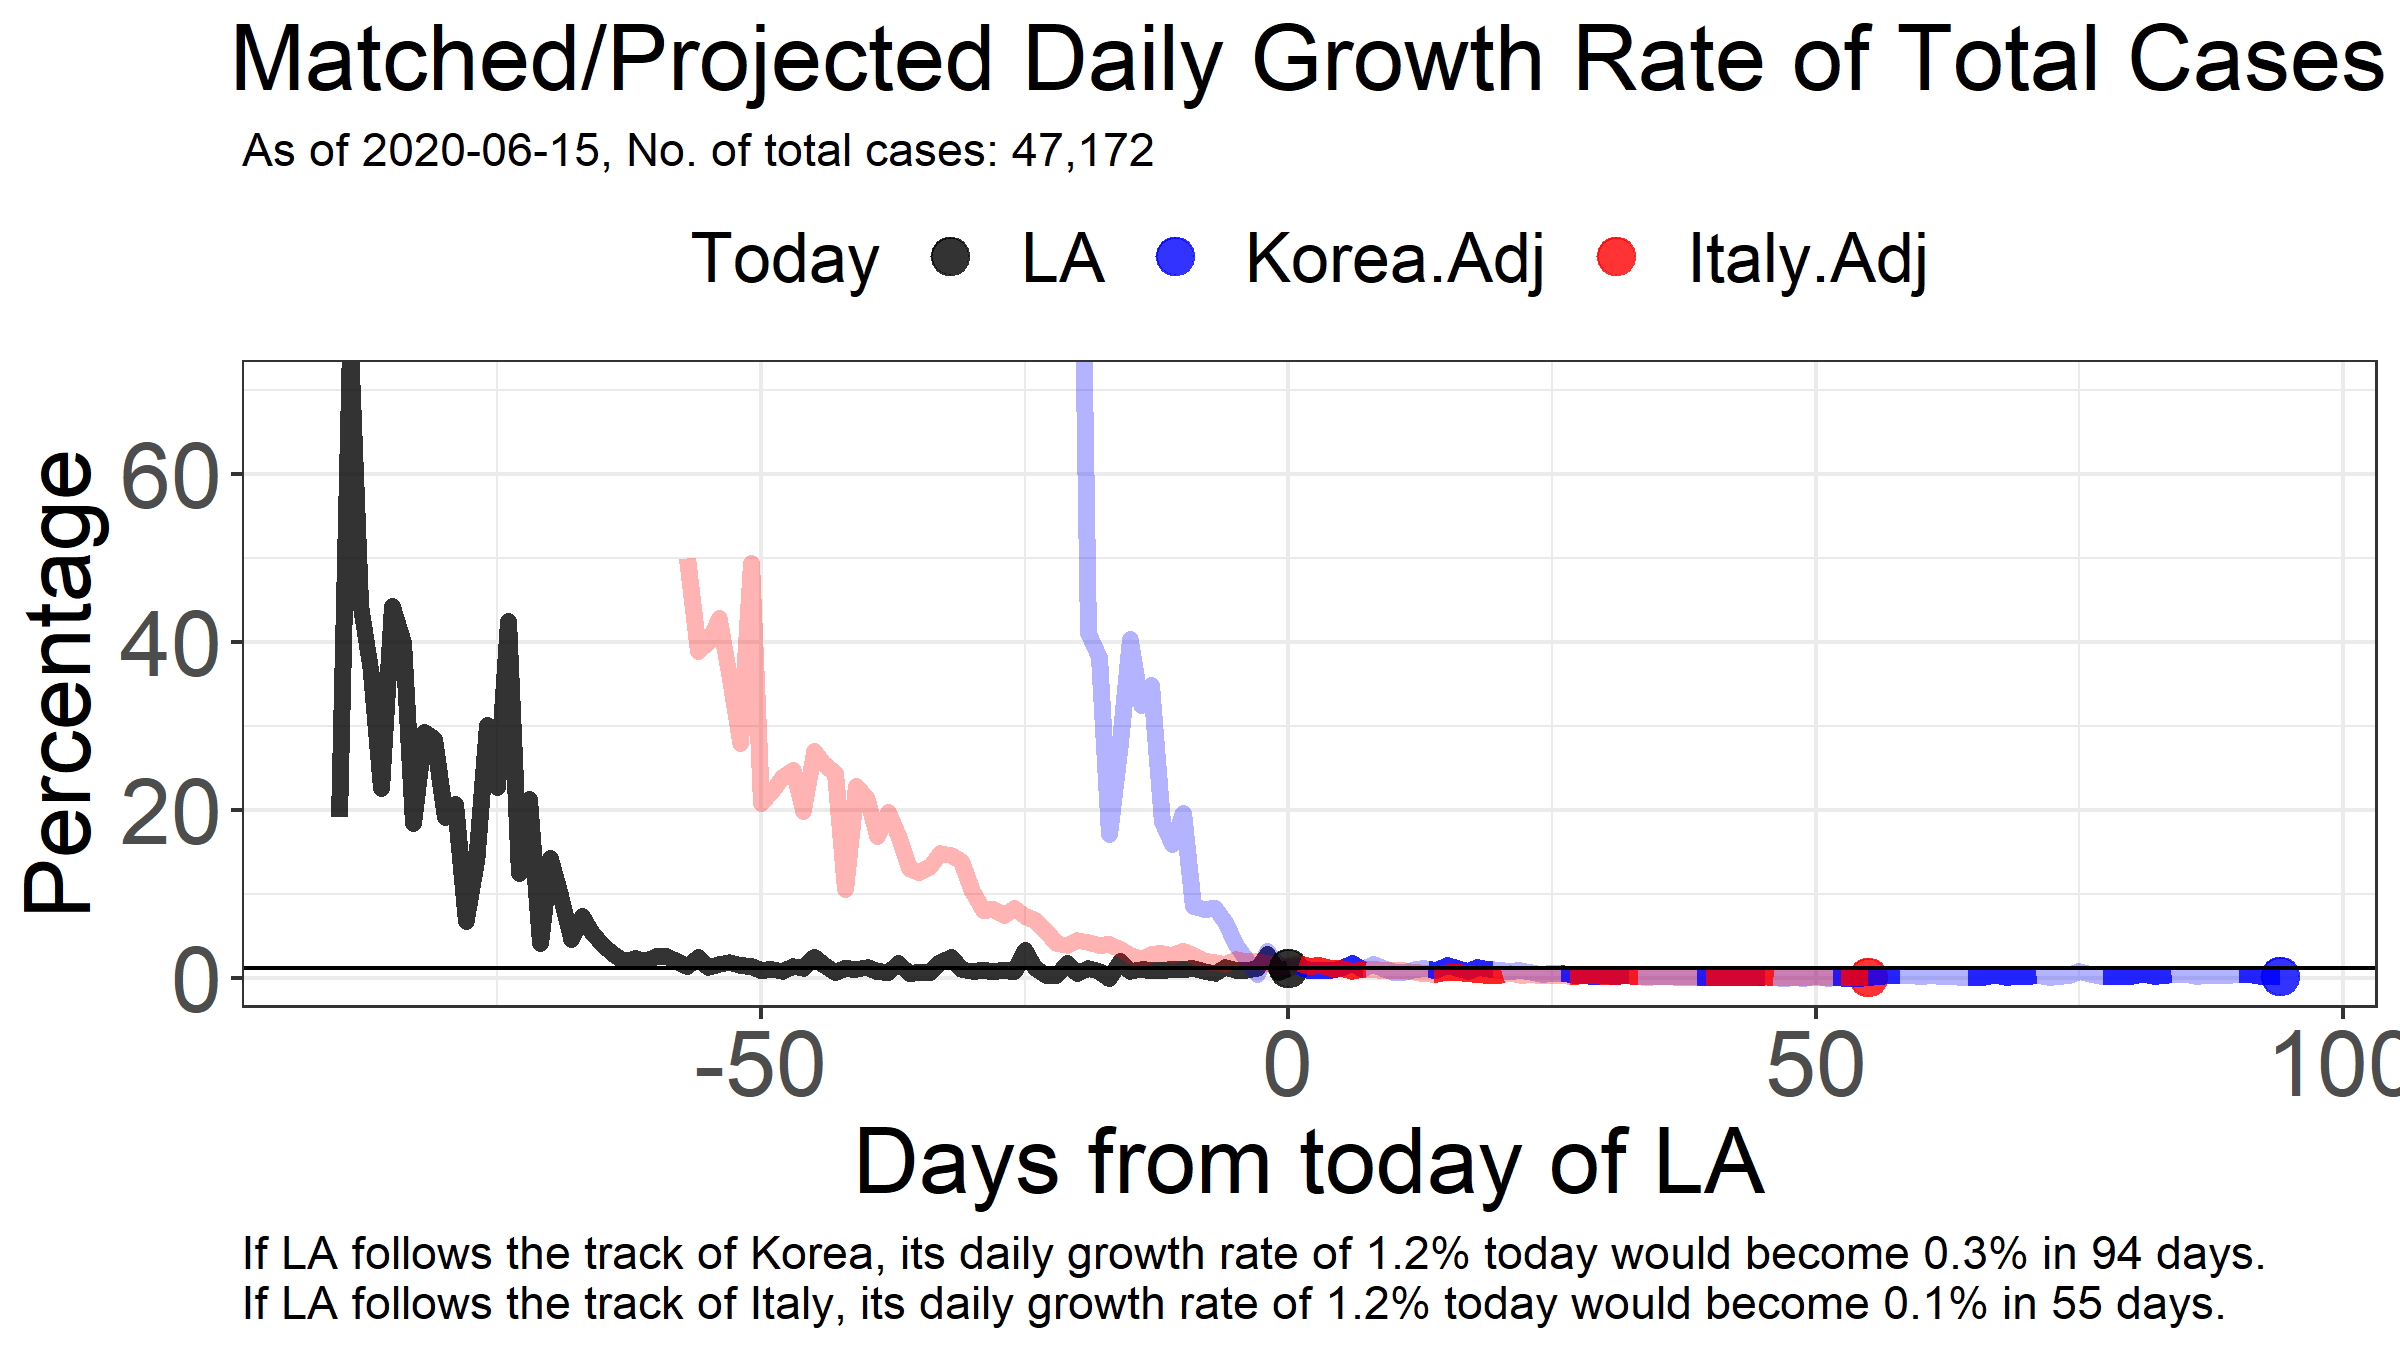 Matched/Projected Daily Growth Rate of Total Cases
As of 2020-06-15, No. of total cases: 47,172
Today LA Korea.Adj Italy.Adj
Percentage
60
40
20
0
-50 0 50 100
Days from today of LA
If LA follows the track of Korea, its daily growth rate of 1.2% today would become 0.3% in 94 days.
If LA follows the track of Italy, its daily growth rate of 1.2% today would become 0.1% in 55 days.